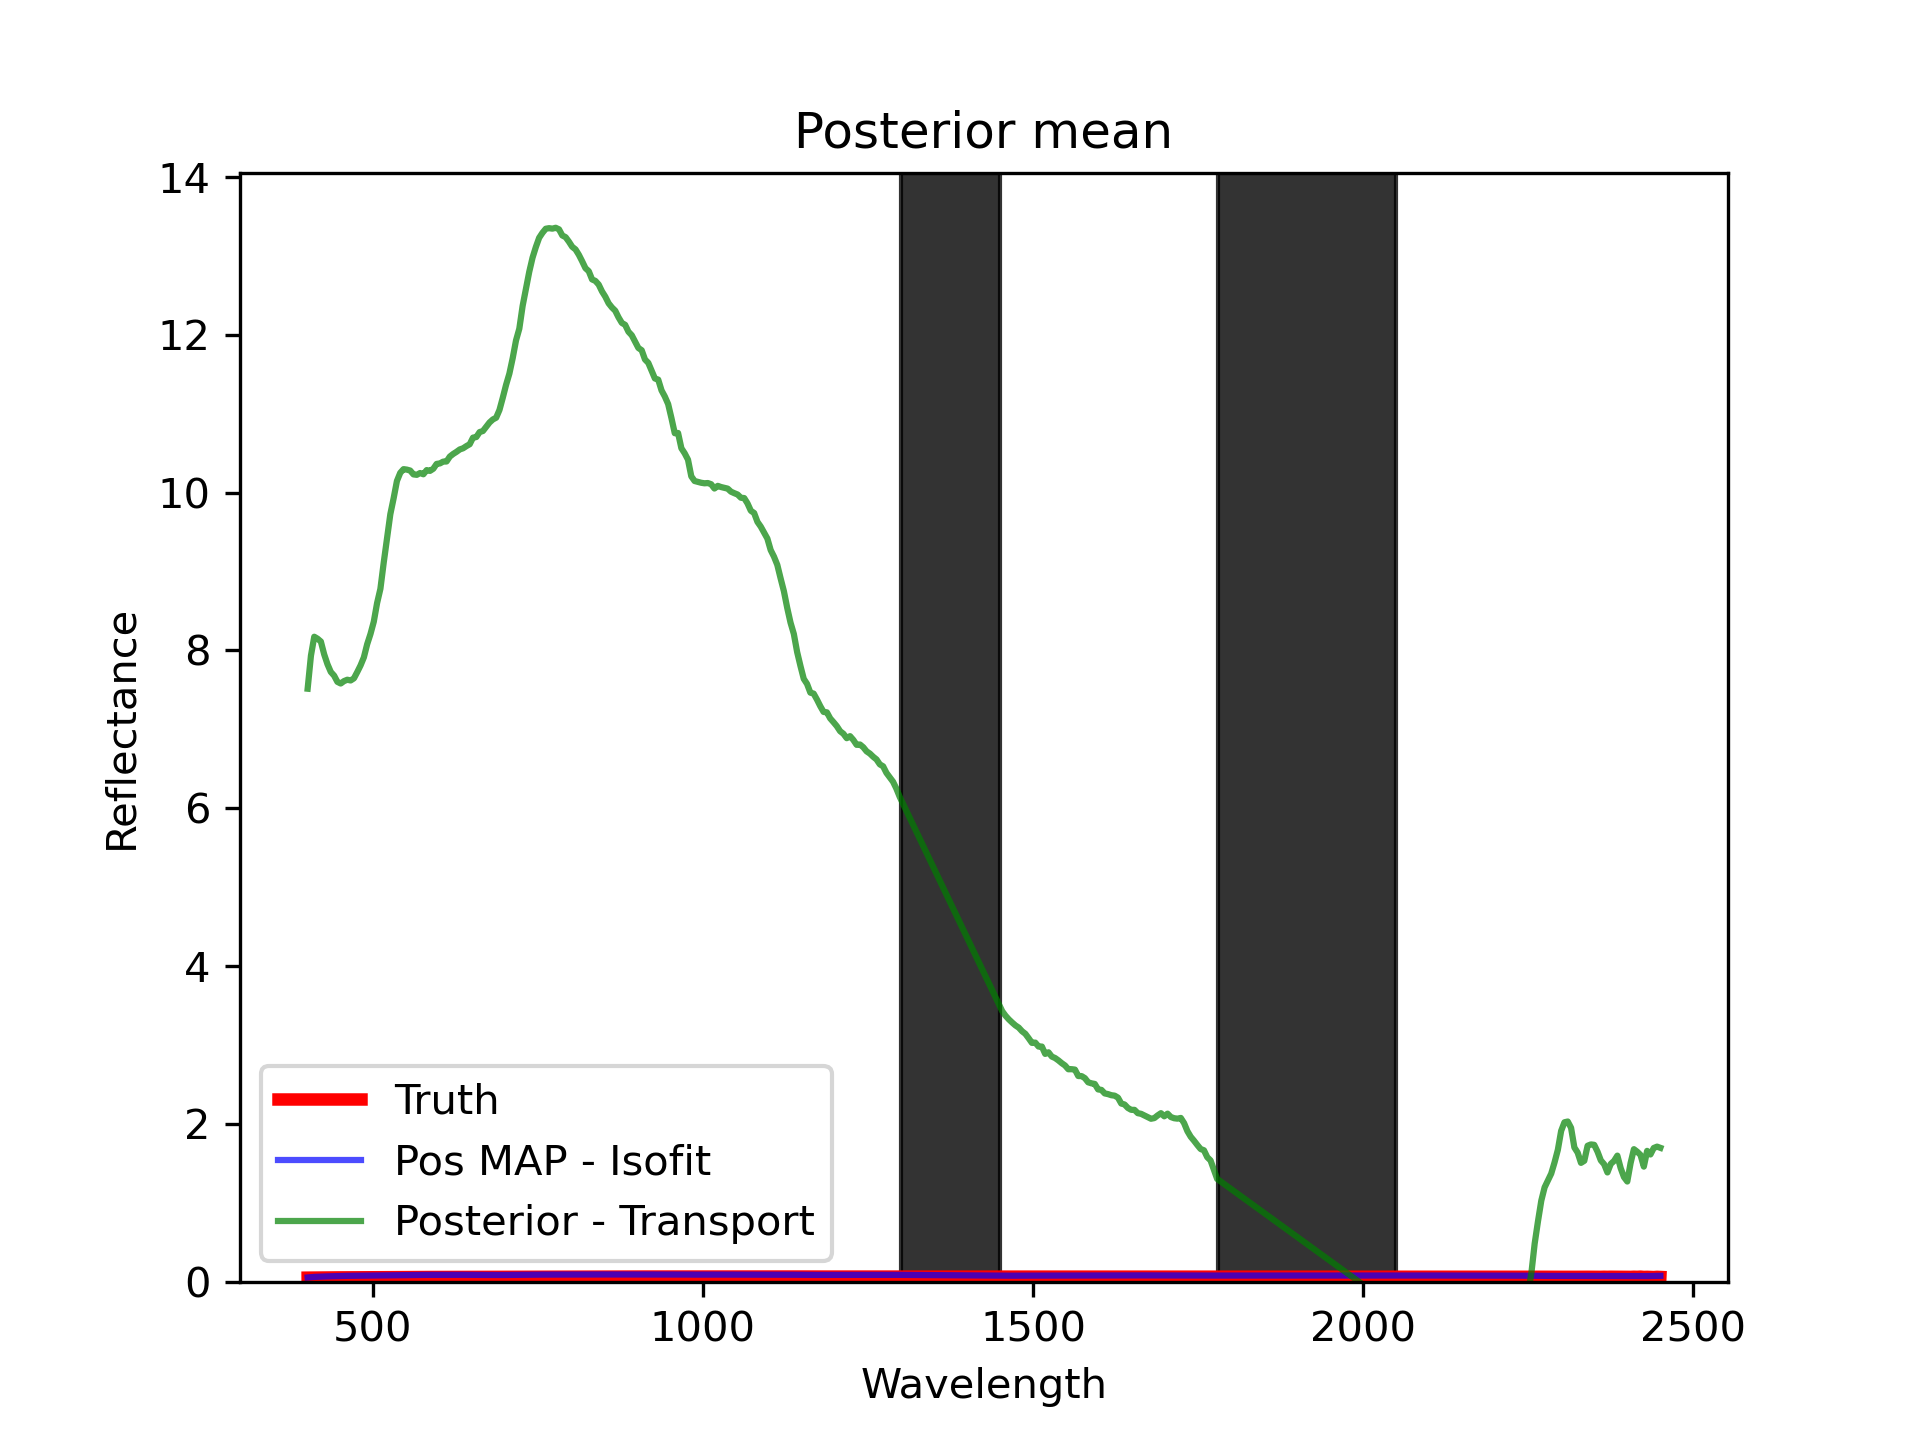 Posterior mean
14
12
10
8
6
4
2
0
Reflectance
Truth
Pos MAP - Isofit
Posterior - Transport
500
1000
1500
2000
2500
Wavelength